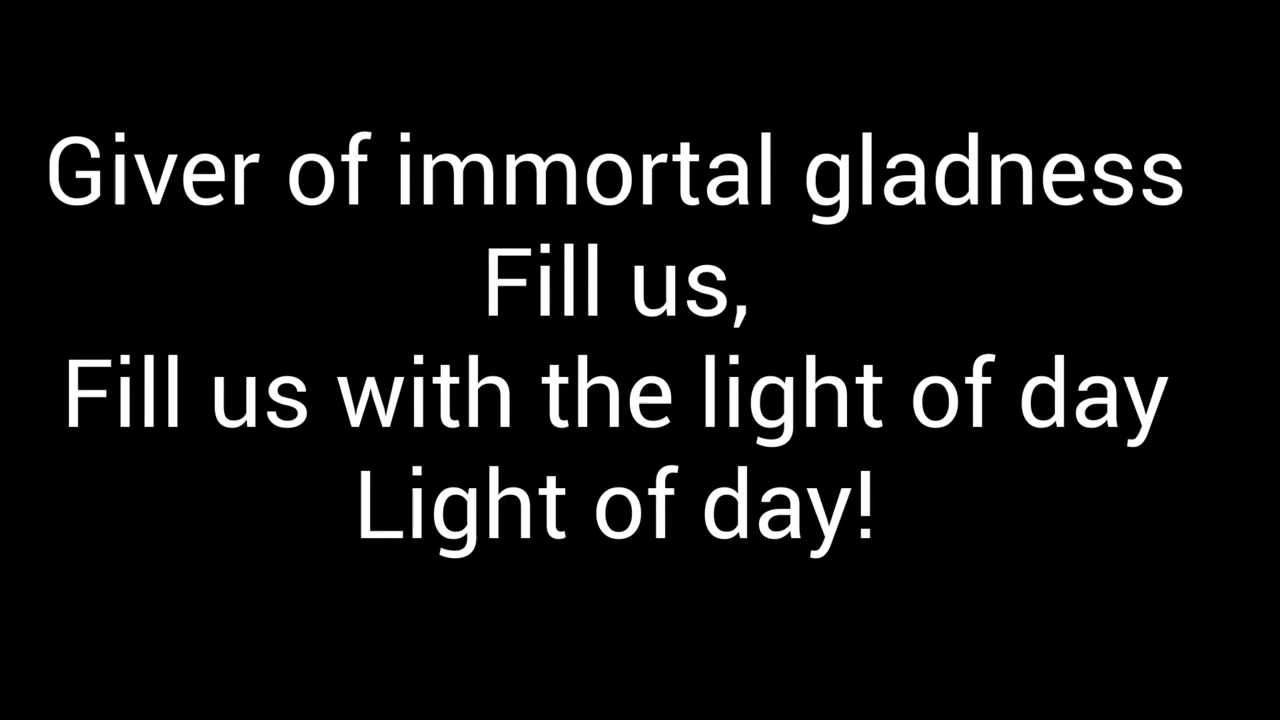 Giver of immortal gladness
Fill us,
Fill us with the light of day
Light of day!